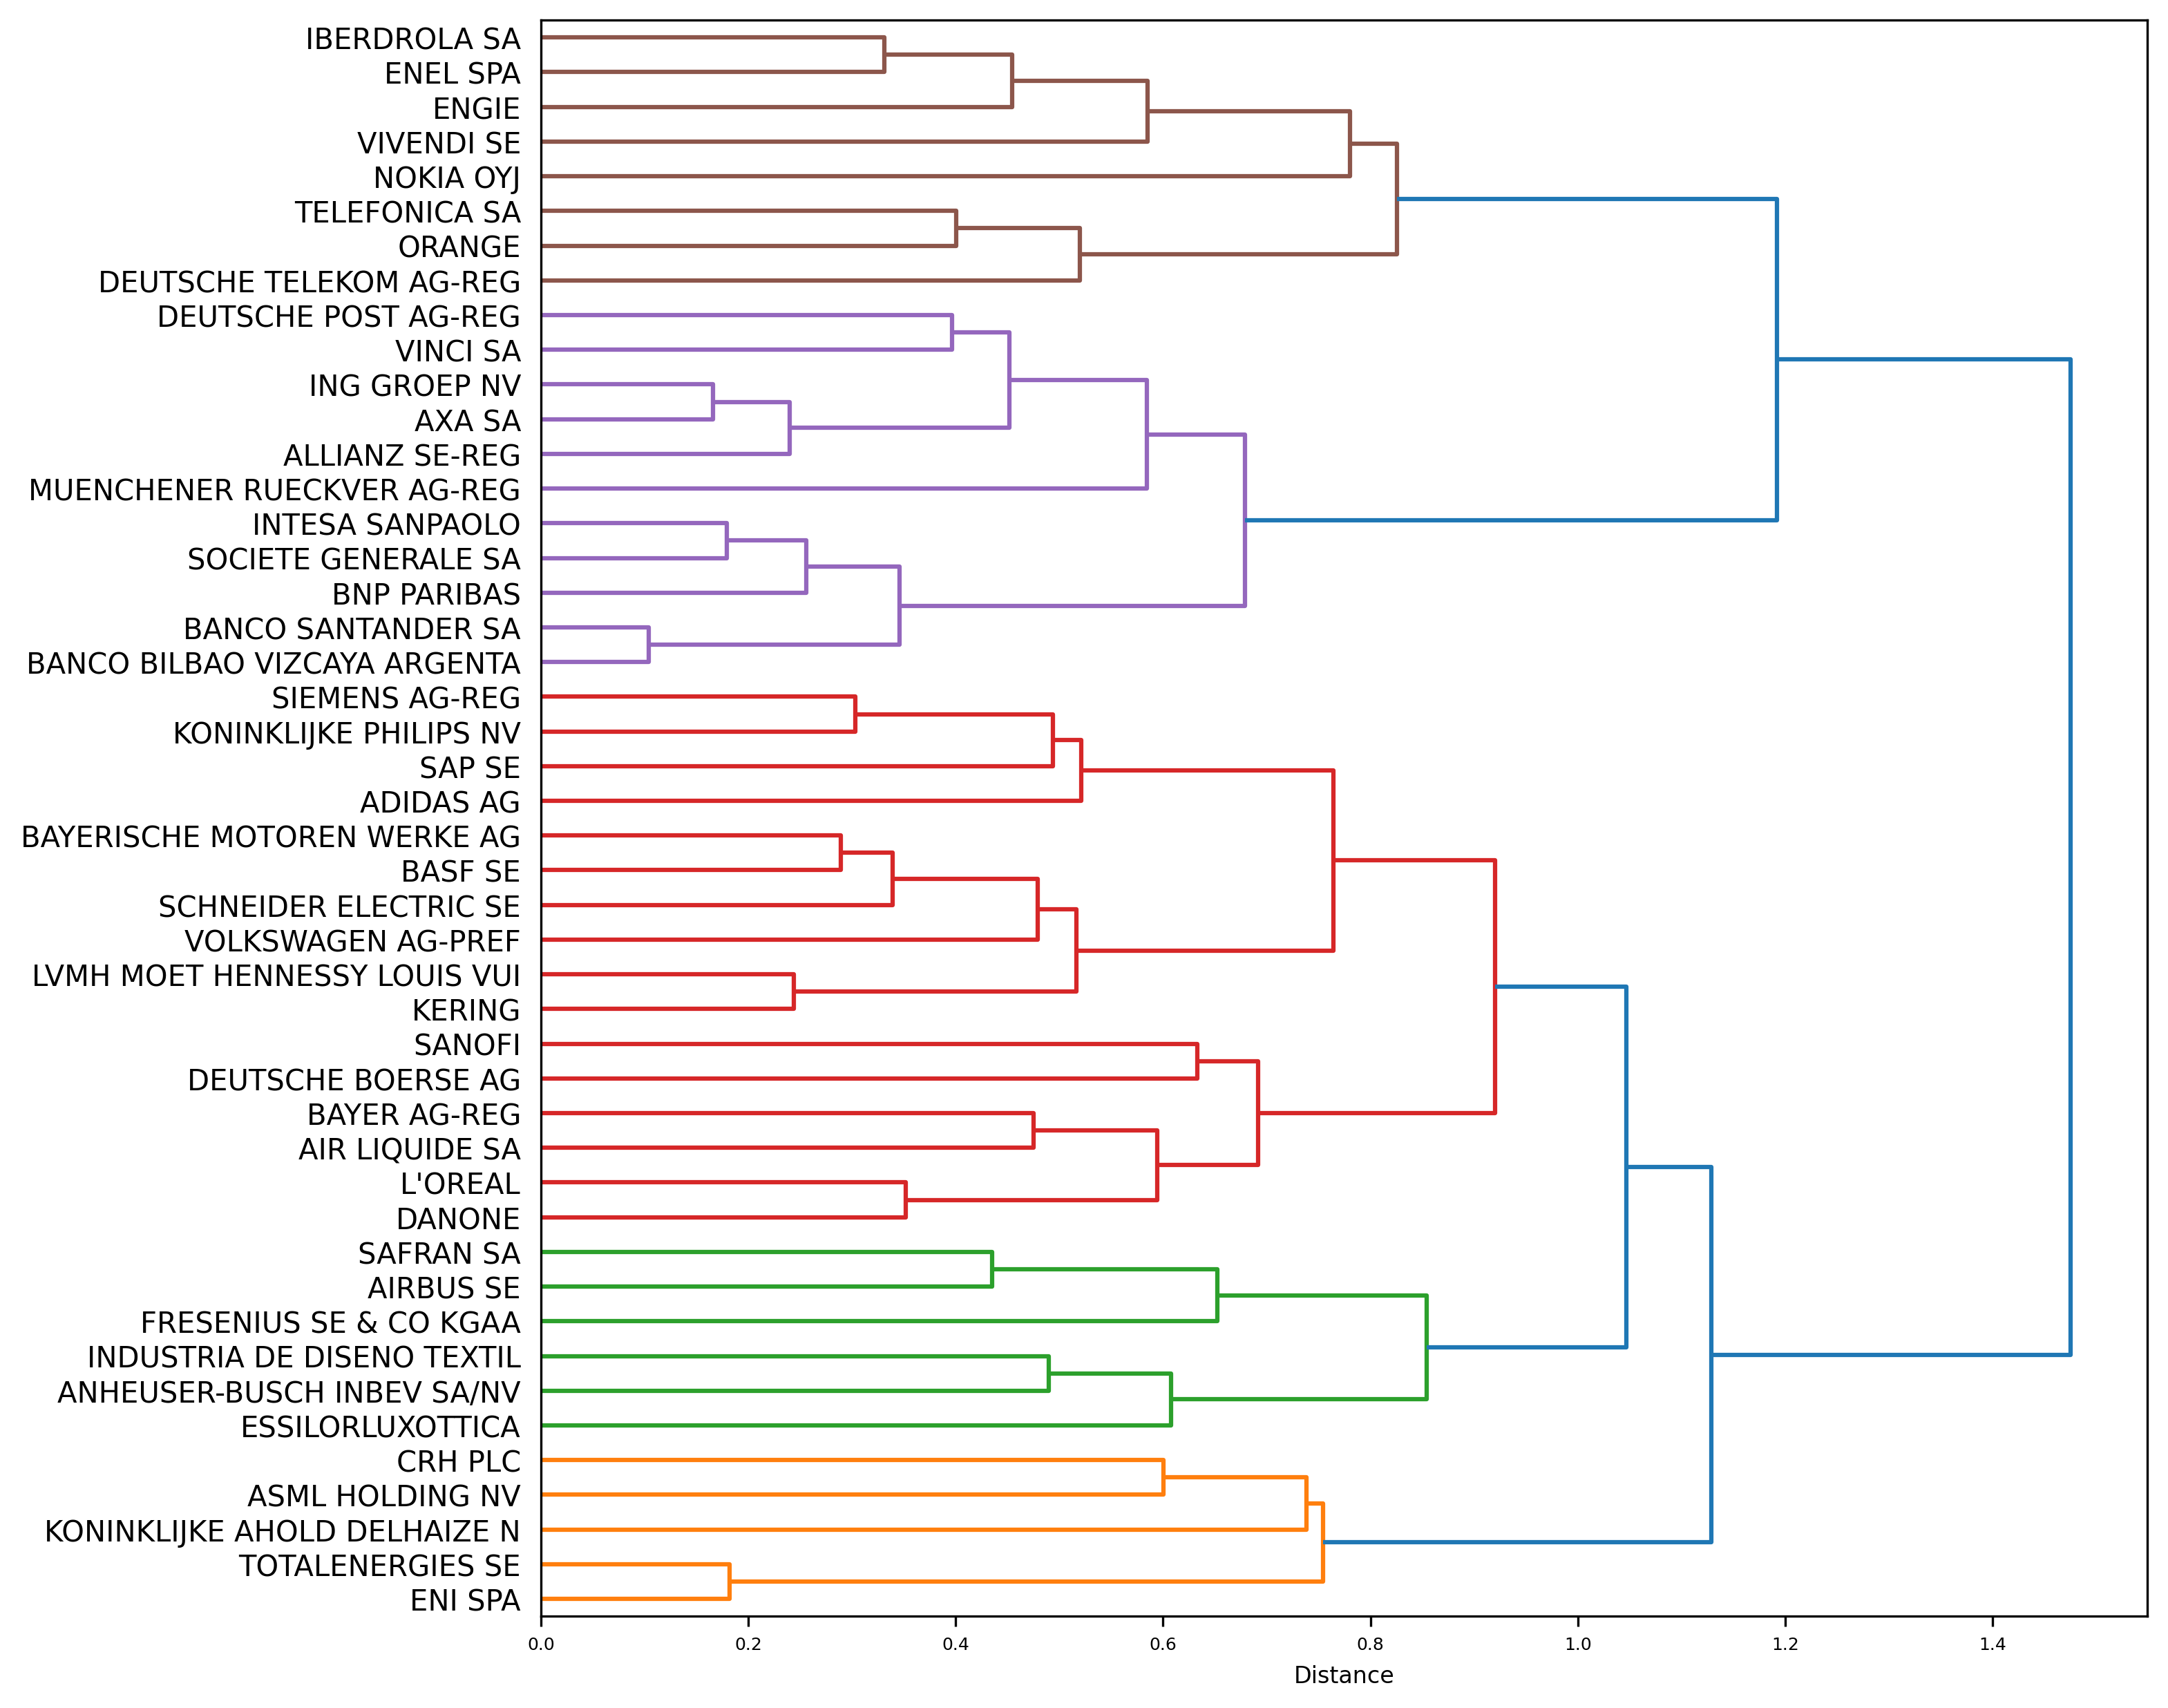 IBERDROLA SA
ENEL SPA
ENGIE
VIVENDI SE
NOKIA OYJ
TELEFONICA SA
ORANGE
DEUTSCHE TELEKOM AG-REG
DEUTSCHE POST AG-REG
VINCI SA
ING GROEP NV
AXA SA
ALLIANZ SE-REG
MUENCHENER RUECKVER AG-REG
INTESA SANPAOLO
SOCIETE GENERALE SA
BNP PARIBAS
BANCO SANTANDER SA
BANCO BILBAO VIZCAYA ARGENTA
SIEMENS AG-REG
KONINKLIJKE PHILIPS NV
SAP SE
ADIDAS AG
BAYERISCHE MOTOREN WERKE AG
BASF SE
SCHNEIDER ELECTRIC SE
VOLKSWAGEN AG-PREF
LVMH MOET HENNESSY LOUIS VUI
KERING
SANOFI
DEUTSCHE BOERSE AG
BAYER AG-REG
AIR LIQUIDE SA
L'OREAL
DANONE
SAFRAN SA
AIRBUS SE
FRESENIUS SE & CO KGAA
INDUSTRIA DE DISENO TEXTIL
ANHEUSER-BUSCH INBEV SA/NV
ESSILORLUXOTTICA
CRH PLC
ASML HOLDING NV
KONINKLIJKE AHOLD DELHAIZE N
TOTALENERGIES SE
ENI SPA
0.0 0.2 0.4 0.6 0.8 1.0 1.2 1.4
Distance